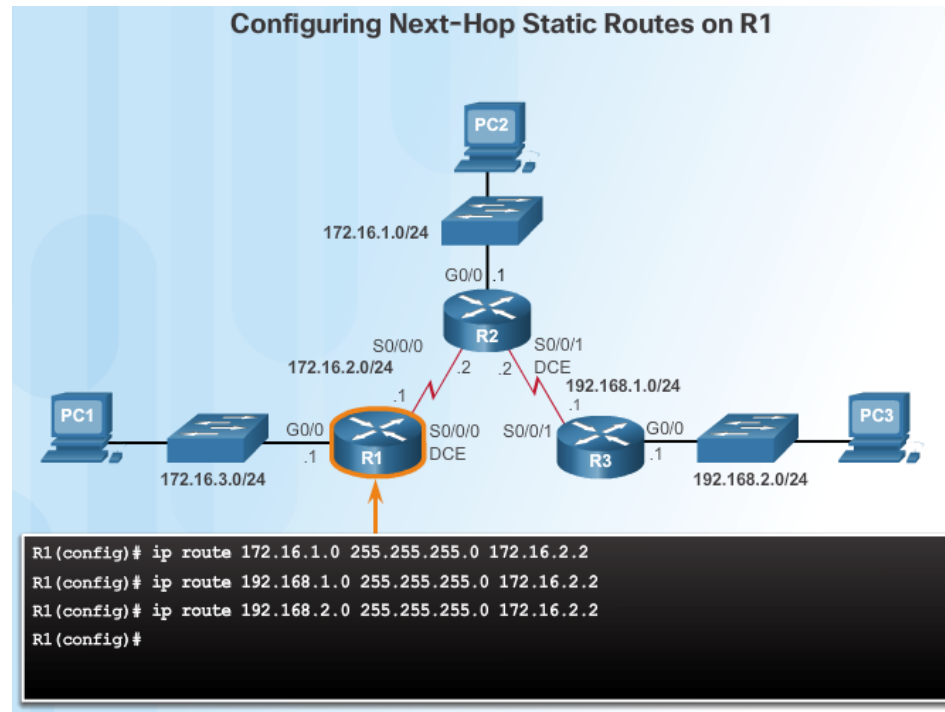 Configuring Next-Hop Static Routes on R1
PC2
172.16.1.0/24
G0/0 .1
R2
S0/0/0
S0/0/1
172.16.2.0/24
.2
.2
DCE
192.168.1.0/24
.1
.1
PC1
G0/0
S0/0/0
S0/0/1
G0/0
PC3
.1
R1
DCE
R3
.1
172.16.3.0/24
192.168.2.0/24
R1(config)# ip route 172.16.1.0 255.255.255.0 172.16.2.2
R1(config)# ip route 192.168.1.0 255.255.255.0 172.16.2.2
R1(config)# ip route 192.168.2.0 255.255.255.0 172.16.2.2
R1(config)#